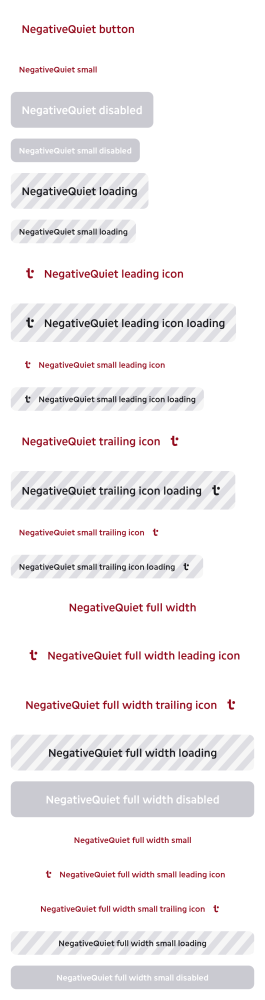 NegativeQuiet button
NegativeQuiet small
NegativeQuiet disabled
NegativeQuiet small disabled
NegativeQuiet loading
NegativeQuiet small loading
NegativeQuiet leading icon
NegativeQuiet leading icon loading
NegativeQuiet small leading icon
NegativeQuiet small leading icon loading
NegativeQuiet trailing icon
NegativeQuiet trailing icon loading
NegativeQuiet small trailing icon
NegativeQuiet small trailing icon loading
NegativeQuiet full width
NegativeQuiet full width leading icon
NegativeQuiet full width trailing icon
NegativeQuiet full width loading
NegativeQuiet full width disabled
NegativeQuiet full width small
NegativeQuiet full width small leading icon
NegativeQuiet full width small trailing icon
NegativeQuiet full width small loading
NegativeQuiet full width small disabled